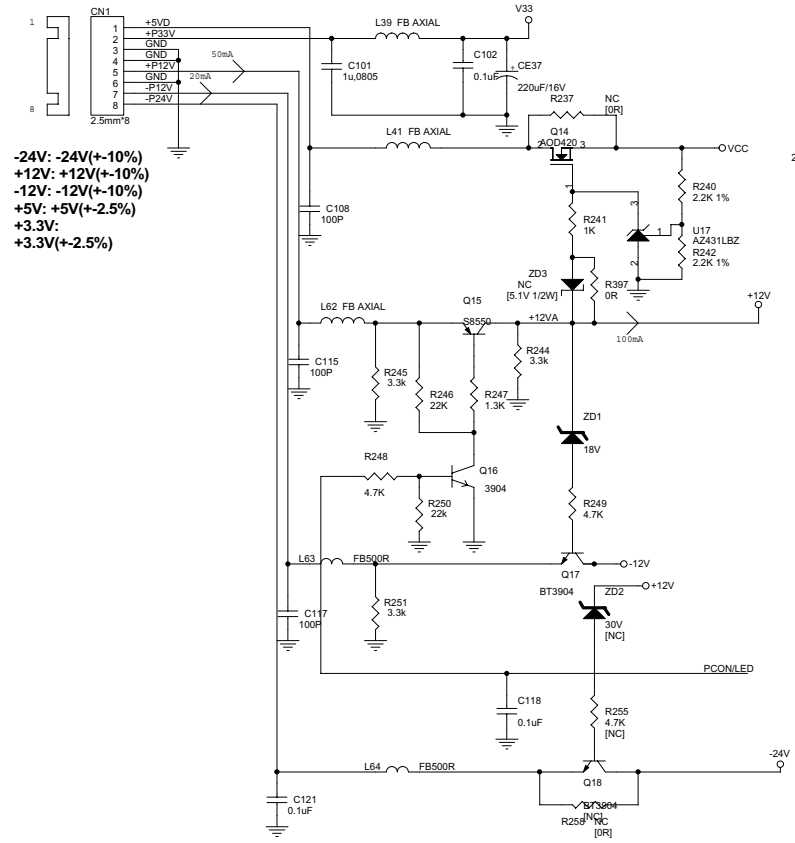 CN1
1
8
1 +5VD
2 +P33V
3 GND
4 GND
5 +P12V
6 GND
7 -P12V
8 -P24V
2.5mm*8
50mA
20mA
-24V: -24V(+-10%)
+12V: +12V(+-10%)
-12V: -12V(+-10%)
+5V: +5V(+-2.5%)
+3.3V:
+3.3V(+-2.5%)
L39 FB AXIAL
V33
C101
1u,0805
C102
0.1uF
+
CE37
220uF/16V
R237
NC
[0R]
L41 FB AXIAL
Q14
AOD420
2
3
1
VCC
2
C108
100P
R241
1K
3
1
2
R240
2.2K 1%
U17
AZ431LBZ
R242
2.2K 1%
ZD3
NC
[5.1V 1/2W]
R397
0R
L62 FB AXIAL
Q15
S8550
+12VA
+12V
100mA
C115
100P
R245
3.3k
R246
22K
R247
1.3K
R244
3.3k
ZD1
18V
R248
4.7K
Q16
3904
R250
22k
R249
4.7K
L63 FB500R
Q17
-12V
BT3904
ZD2
+12V
30V
[NC]
C117
100P
R251
3.3k
PCON/LED
C118
0.1uF
R255
4.7K
[NC]
L64 FB500R
-24V
Q18
BT3904
[NC]
C121
0.1uF
R258 NC
[0R]